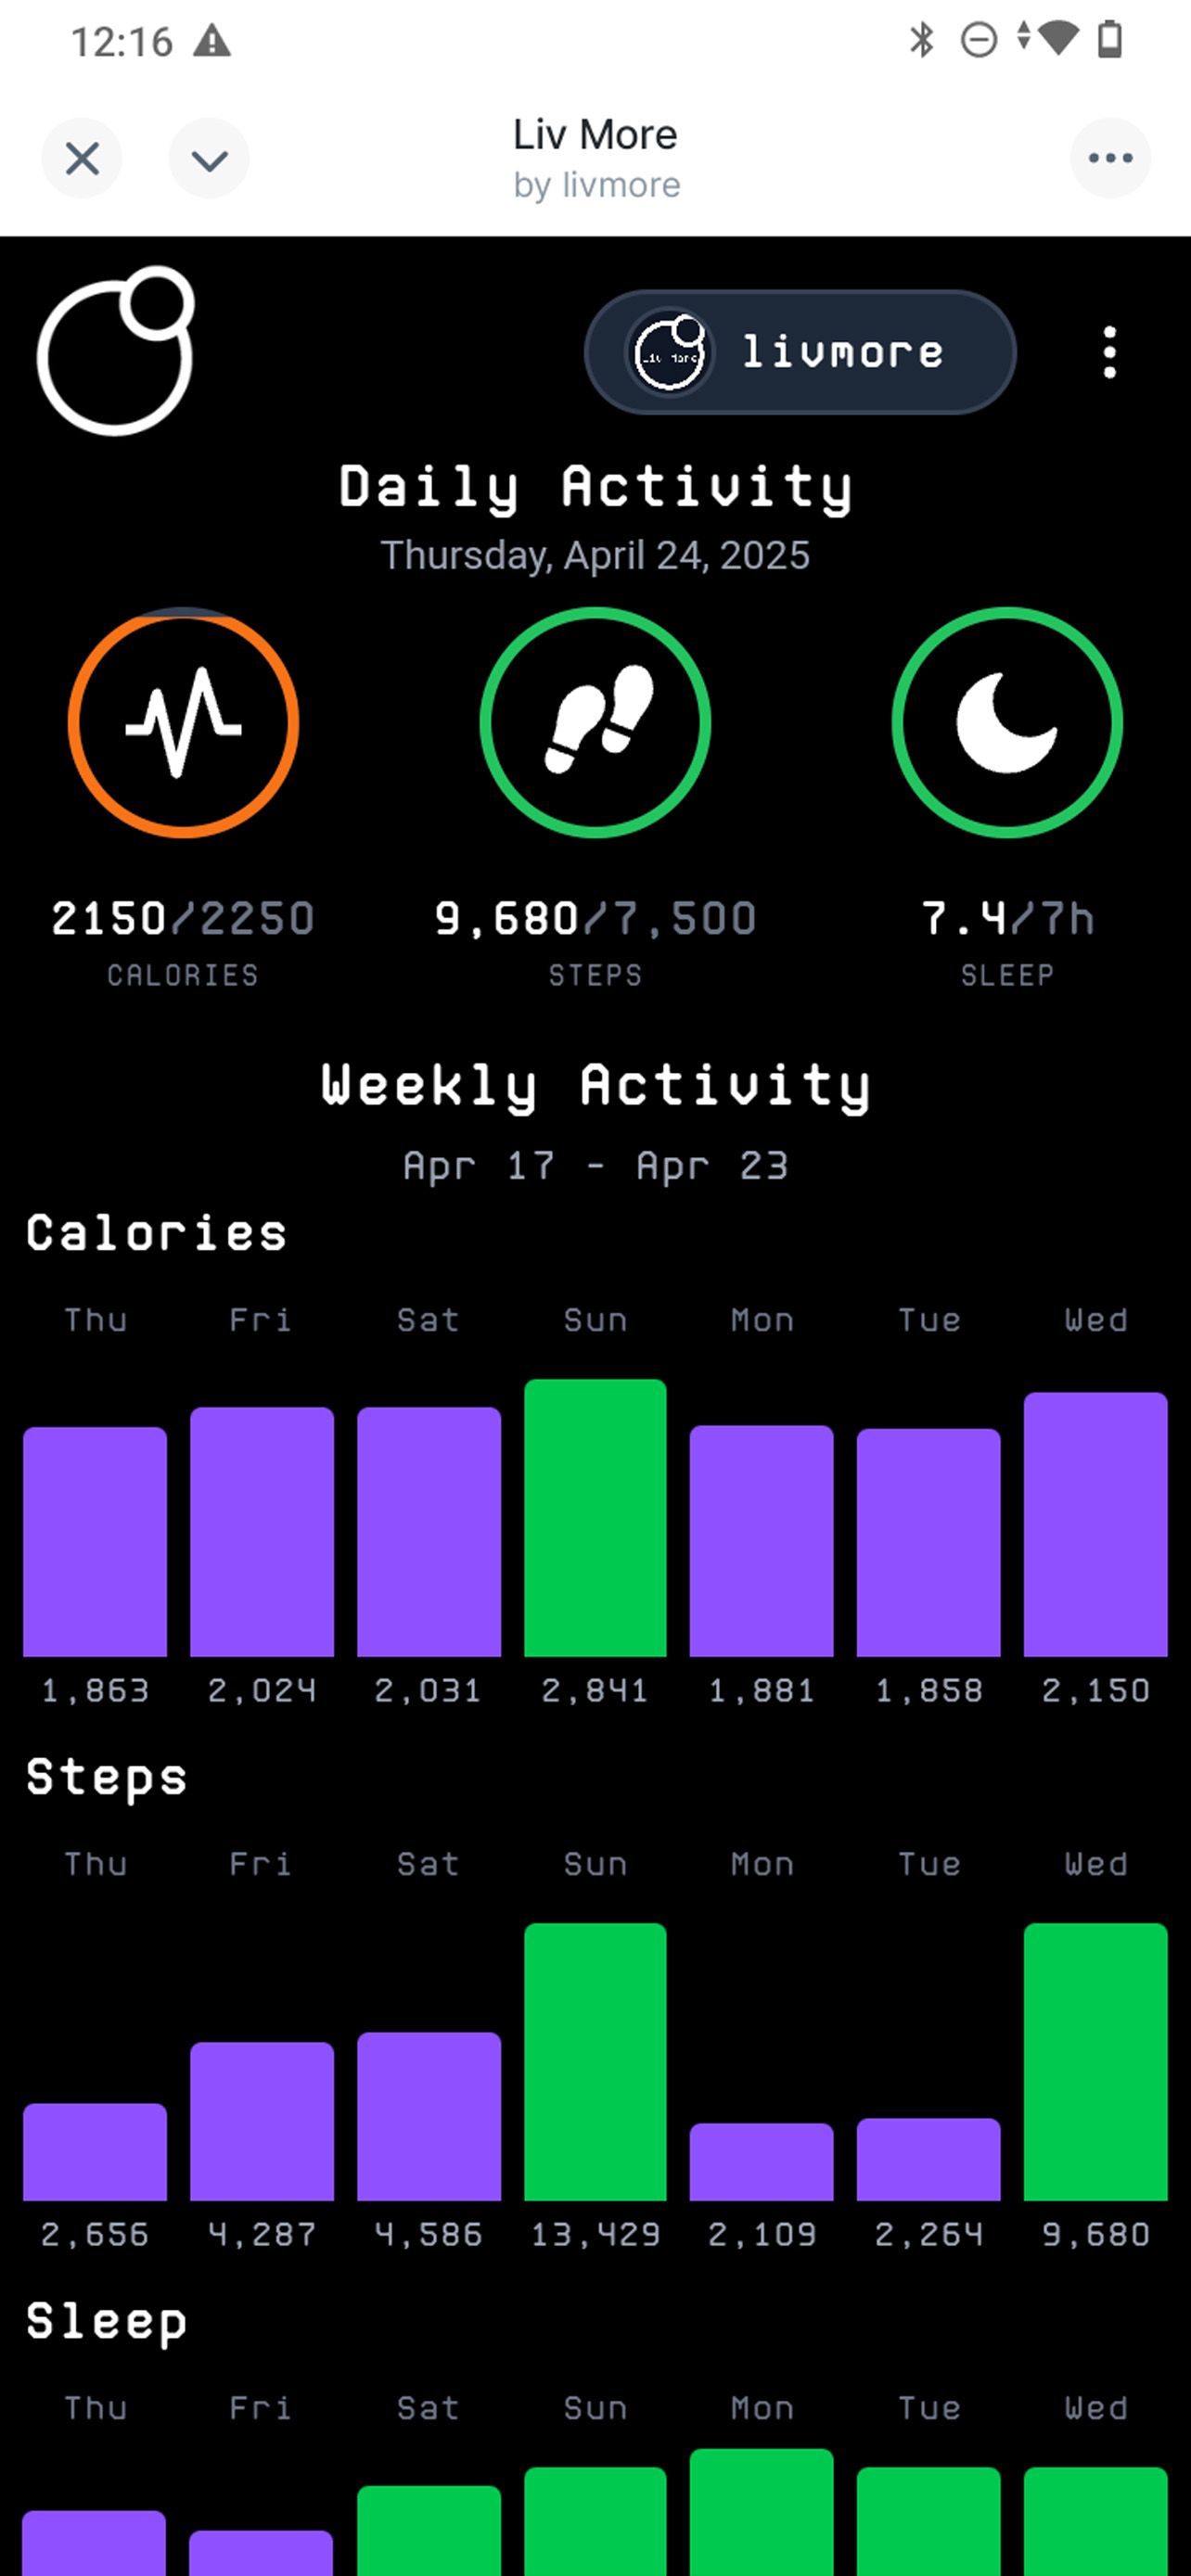 12:16
Liv More
by livmore
livmore
Daily Activity
Thursday, April 24, 2025
2150/2250 9,680/7,500 7.4/7h
CALORIES STEPS SLEEP
Weekly Activity
Apr 17 - Apr 23
Calories
Thu Fri Sat Sun Mon Tue Wed
1,863 2,024 2,031 2,841 1,881 1,858 2,150
Steps
Thu Fri Sat Sun Mon Tue Wed
2,656 4,287 4,586 13,429 2,109 2,264 9,680
Sleep
Thu Fri Sat Sun Mon Tue Wed